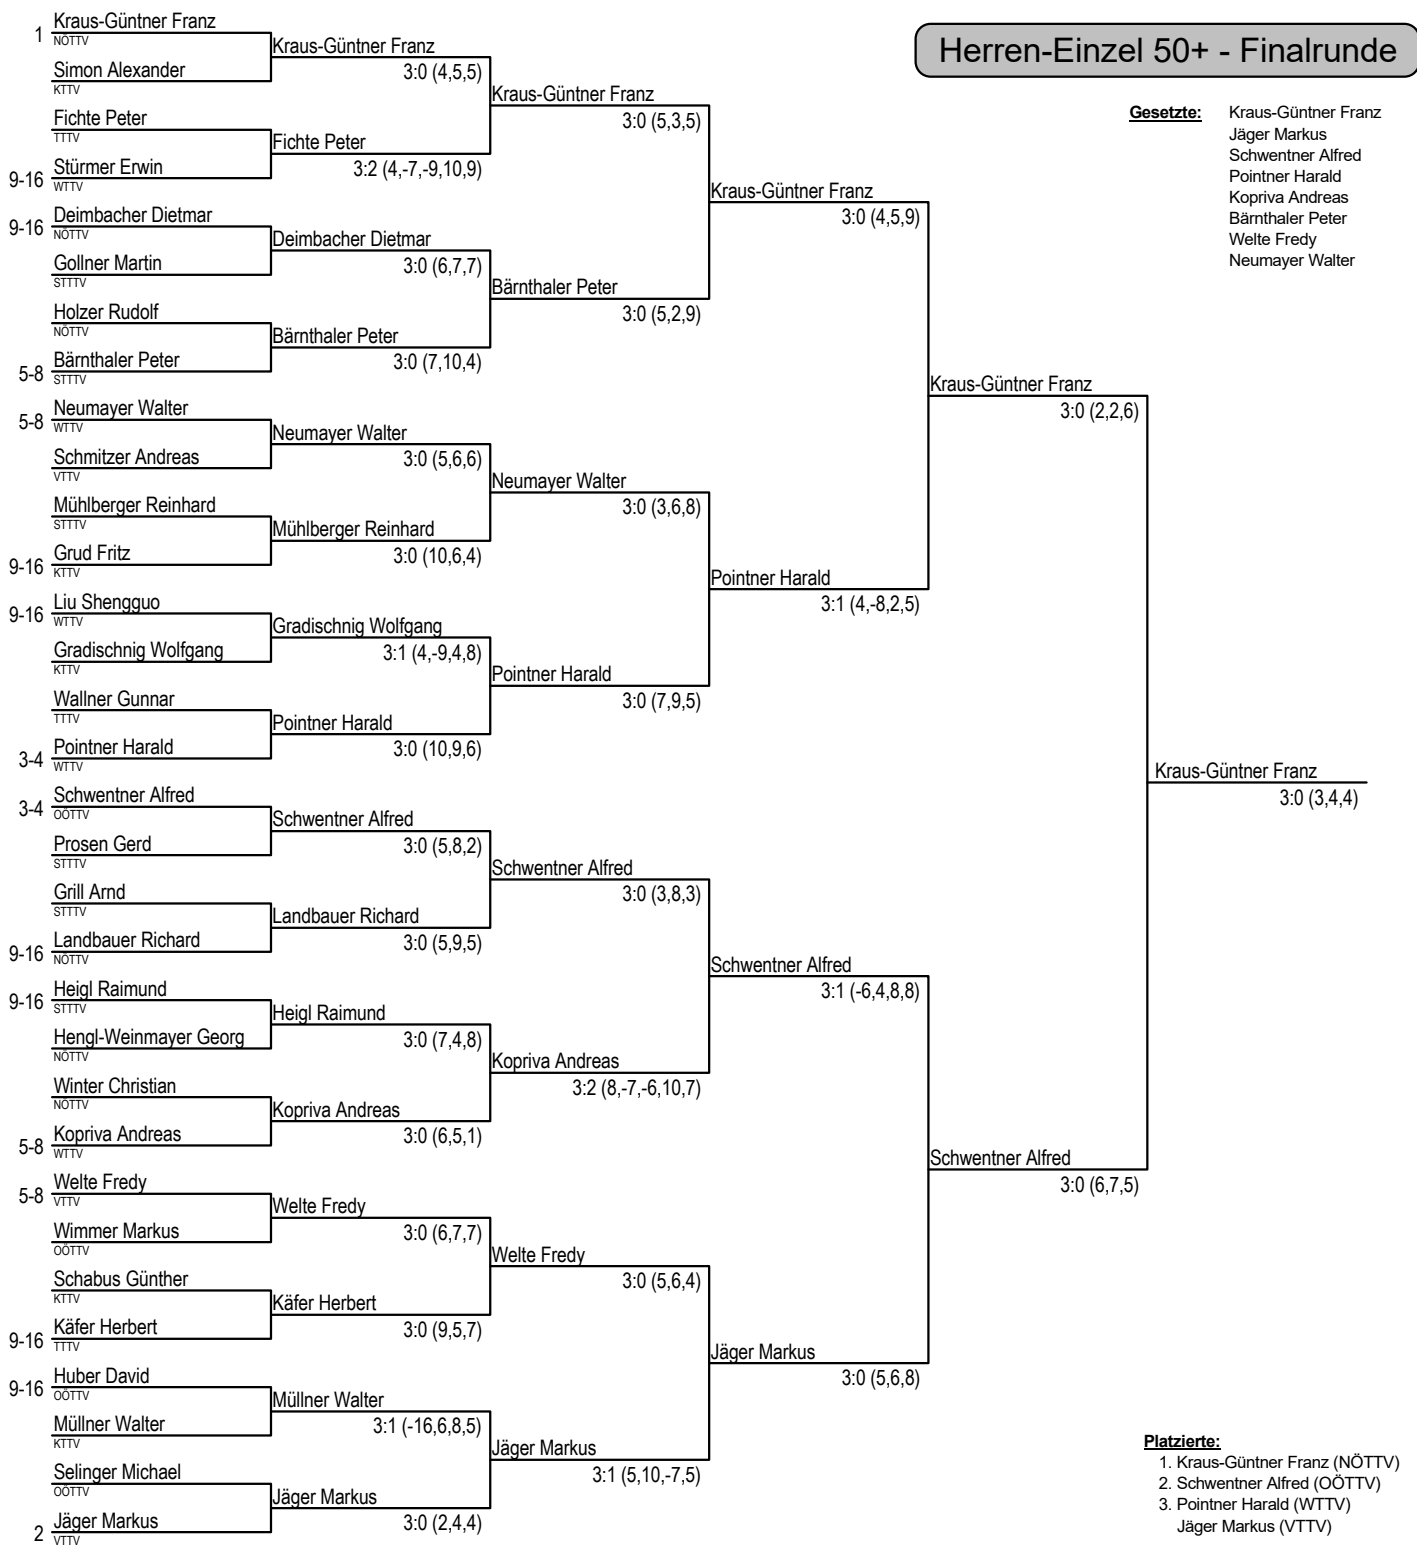 Herren-Einzel 50+ - Finalrunde
Gesetzte: Kraus-Güntner Franz
Jäger Markus
Schwentner Alfred
Pointner Harald
Kopriva Andreas
Bärnthaler Peter
Welte Fredy
Neumayer Walter
1 Kraus-Güntner Franz
NÖTTV
Simon Alexander
KTTV
Fichte Peter
TTTV
9-16 Stürmer Erwin
WTTV
9-16 Deimbacher Dietmar
NÖTTV
Gollner Martin
STTTV
Holzer Rudolf
NÖTTV
5-8 Bärnthaler Peter
STTTV
5-8 Neumayer Walter
WTTV
Schmitzer Andreas
VTTV
Mühlberger Reinhard
STTTV
9-16 Grud Fritz
KTTV
9-16 Liu Shengguo
WTTV
Gradischnig Wolfgang
KTTV
Wallner Gunnar
TTTV
3-4 Pointner Harald
WTTV
3-4 Schwentner Alfred
OÖTTV
Prosen Gerd
STTTV
Grill Arnd
STTTV
9-16 Landbauer Richard
NÖTTV
9-16 Heigl Raimund
STTTV
Hengl-Weinmayer Georg
NÖTTV
Winter Christian
NÖTTV
5-8 Kopriva Andreas
WTTV
5-8 Welte Fredy
VTTV
Wimmer Markus
OÖTTV
Schabus Günther
KTTV
9-16 Käfer Herbert
TTTV
9-16 Huber David
OÖTTV
Müllner Walter
KTTV
Selinger Michael
OÖTTV
2 Jäger Markus
VTTV
Kraus-Güntner Franz
3:0 (4,5,5)
Fichte Peter
3:2 (4,-7,-9,10,9)
Deimbacher Dietmar
3:0 (6,7,7)
Bärnthaler Peter
3:0 (7,10,4)
Neumayer Walter
3:0 (5,6,6)
Mühlberger Reinhard
3:0 (10,6,4)
Gradischnig Wolfgang
3:1 (4,-9,4,8)
Pointner Harald
3:0 (10,9,6)
Schwentner Alfred
3:0 (5,8,2)
Landbauer Richard
3:0 (5,9,5)
Heigl Raimund
3:0 (7,4,8)
Kopriva Andreas
3:0 (6,5,1)
Welte Fredy
3:0 (6,7,7)
Käfer Herbert
3:0 (9,5,7)
Müllner Walter
3:1 (-16,6,8,5)
Jäger Markus
3:0 (2,4,4)
Kraus-Güntner Franz
3:0 (5,3,5)
Bärnthaler Peter
3:0 (5,2,9)
Neumayer Walter
3:0 (3,6,8)
Pointner Harald
3:0 (7,9,5)
Schwentner Alfred
3:0 (3,8,3)
Kopriva Andreas
3:2 (8,-7,-6,10,7)
Welte Fredy
3:0 (5,6,4)
Jäger Markus
3:1 (5,10,-7,5)
Kraus-Güntner Franz
3:0 (4,5,9)
Pointner Harald
3:1 (4,-8,2,5)
Schwentner Alfred
3:1 (-6,4,8,8)
Jäger Markus
3:0 (5,6,8)
Kraus-Güntner Franz
3:0 (2,2,6)
Schwentner Alfred
3:0 (6,7,5)
Kraus-Güntner Franz
3:0 (3,4,4)
Platzierte:
1. Kraus-Güntner Franz (NÖTTV)
2. Schwentner Alfred (OÖTTV)
3. Pointner Harald (WTTV)
Jäger Markus (VTTV)